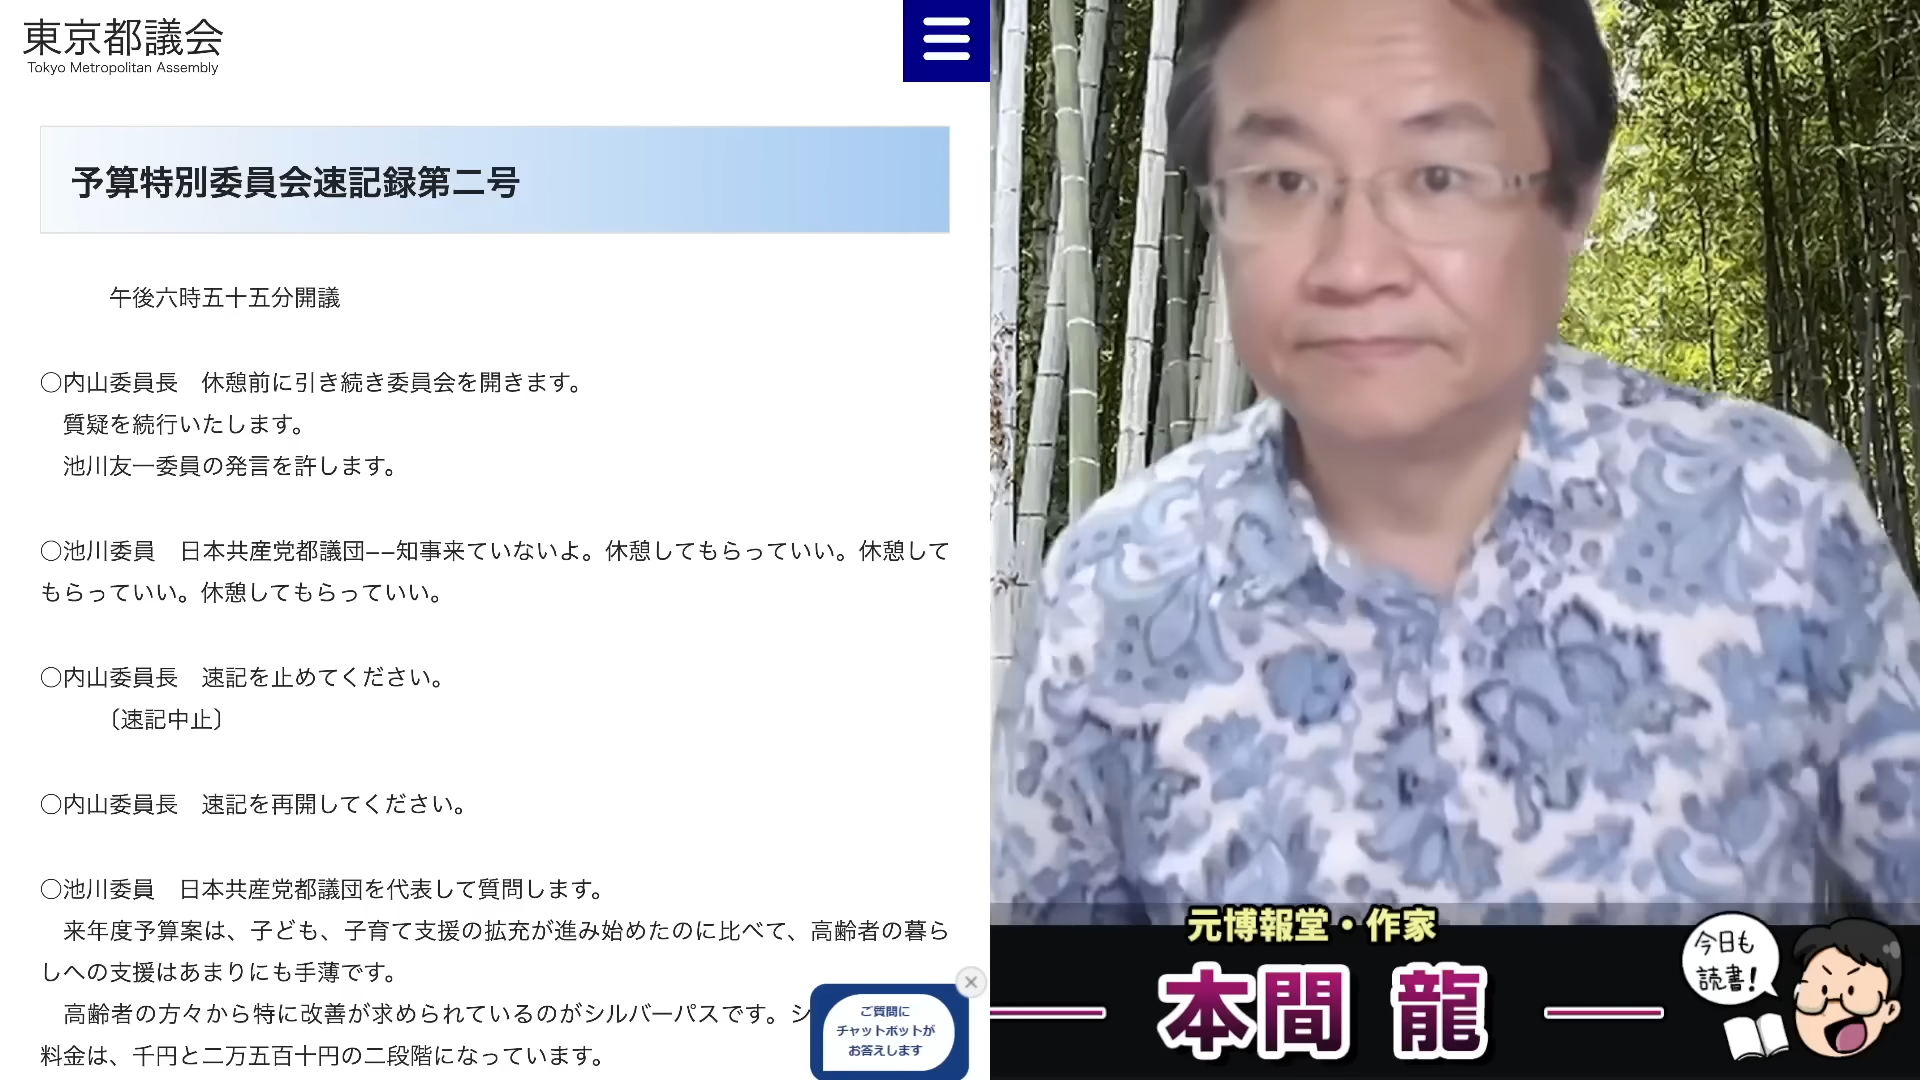 東京都議会
Tokyo Metropolitan Assembly
予算特別委員会速記録第二号
午後六時五十五分開議
○内山委員長　休憩前に引き続き委員会を開きます。
質疑を続行いたします。
池川友一委員の発言を許します。
○池川委員　日本共産党都議団——知事来ていないよ。休憩してもらっていい。休憩して
もらっていい。休憩してもらっていい。
○内山委員長　速記を止めてください。
〔速記中止〕
○内山委員長　速記を再開してください。
○池川委員　日本共産党都議団を代表して質問します。
来年度予算案は、子ども、子育て支援の拡充が進み始めたのに比べて、高齢者の暮ら
しへの支援はあまりにも手薄です。
高齢者の方々から特に改善が求められているのがシルバーパスです。シ
料金は、千円と二万五百十円の二段階になっています。
ご質問に
チャットボットが
お答えします
元博報堂・作家
本間 龍
今日も
読書!